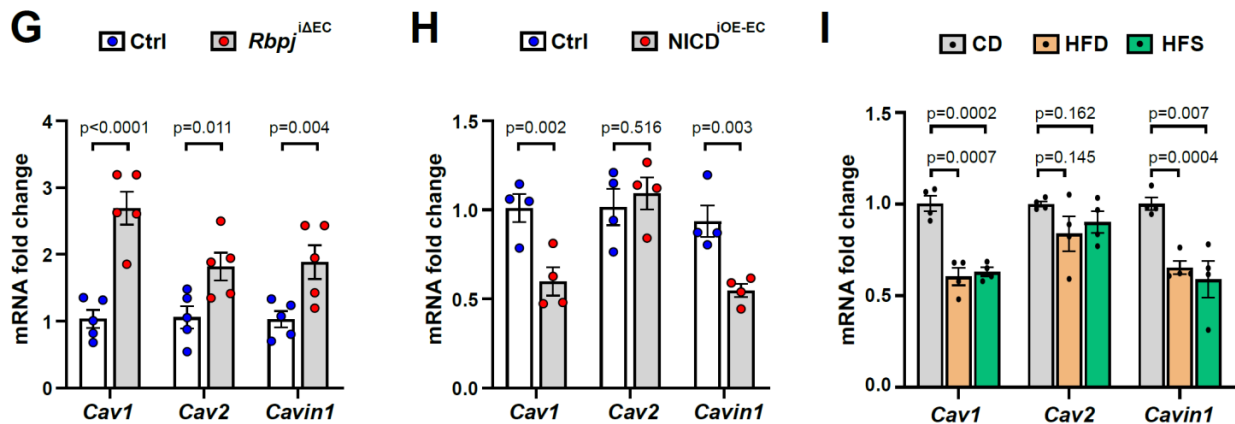 G
Ctrl Rbpj^iΔEC
p<0.0001 p=0.011 p=0.004
mRNA fold change
4
3
2
1
0
Cav1 Cav2 Cavin1
H
Ctrl NICD^iOE-EC
p=0.002 p=0.516 p=0.003
mRNA fold change
1.5
1.0
0.5
0.0
Cav1 Cav2 Cavin1
I
CD HFD HFS
p=0.0002 p=0.162 p=0.007
p=0.0007 p=0.145 p=0.0004
mRNA fold change
1.5
1.0
0.5
0.0
Cav1 Cav2 Cavin1